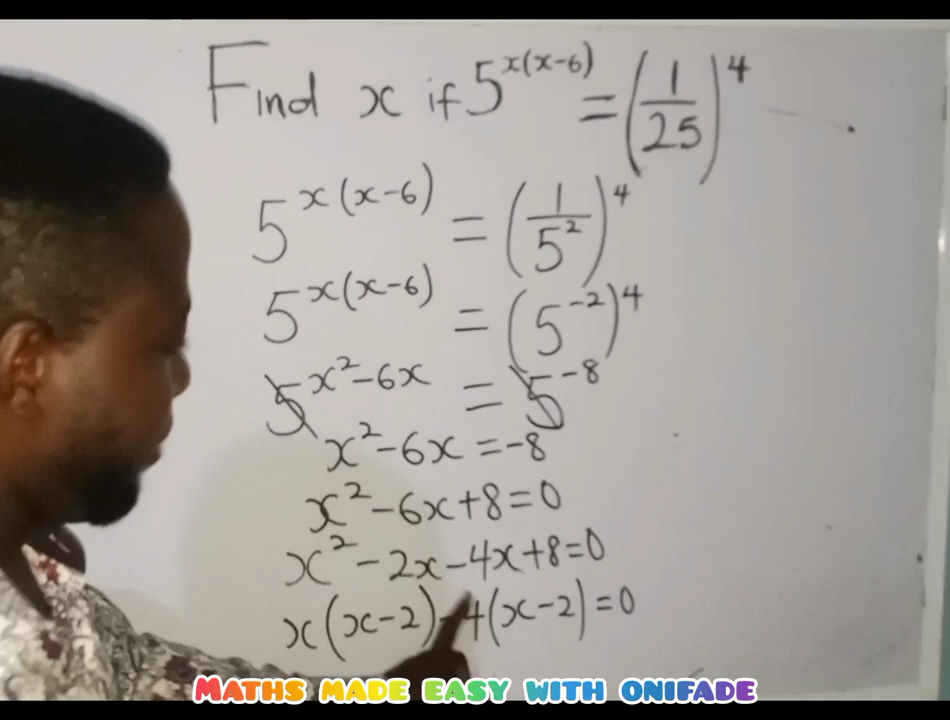 Find x if 5^{x(x-6)} = (1/25)^4
5^{x(x-6)} = (1/5^2)^4
5^{x(x-6)} = (5^{-2})^4
5^{x^2-6x} = 5^{-8}
x^2-6x=-8
x^2-6x+8=0
x^2-2x-4x+8=0
x(x-2)-4(x-2)=0
MATHS MADE EASY WITH ONIFADE